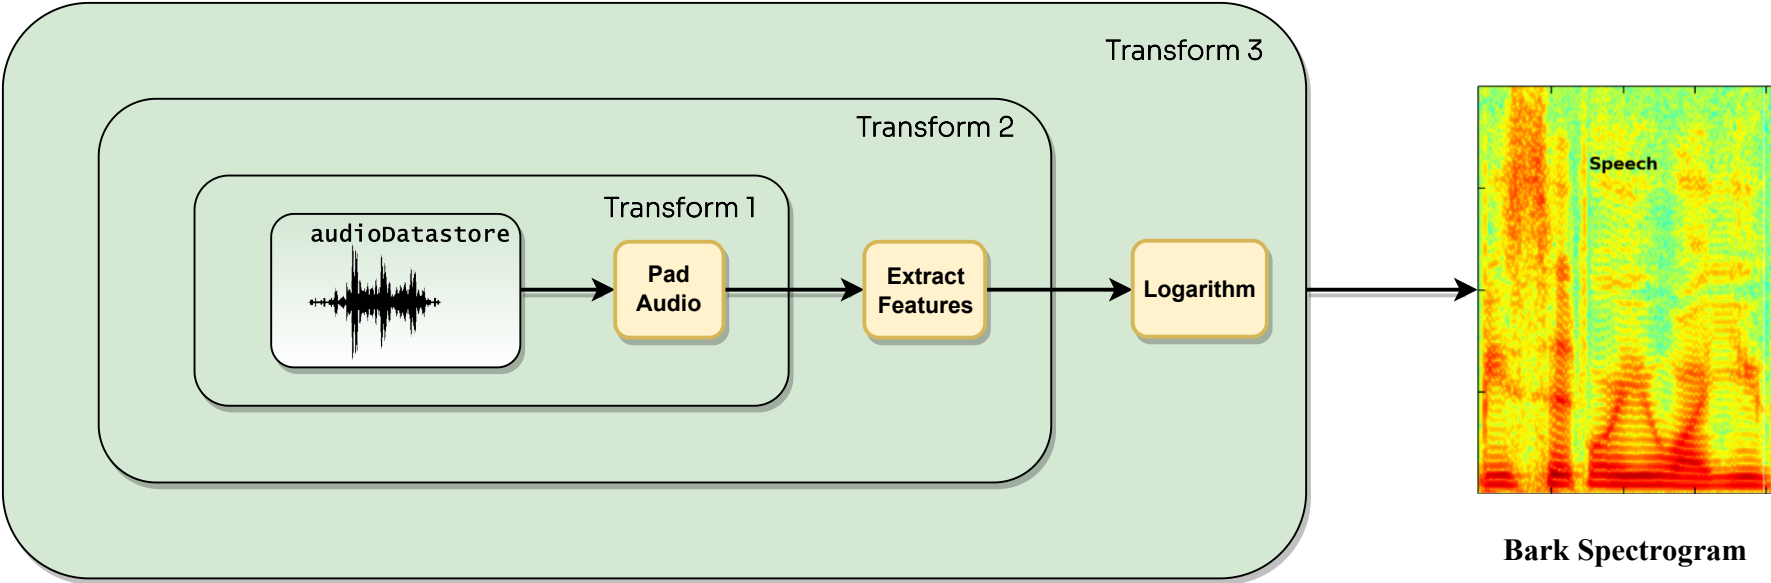 Transform 3
Transform 2
Transform 1
audioDatastore
Pad
Audio
Extract
Features
Logarithm
Speech
Bark Spectrogram